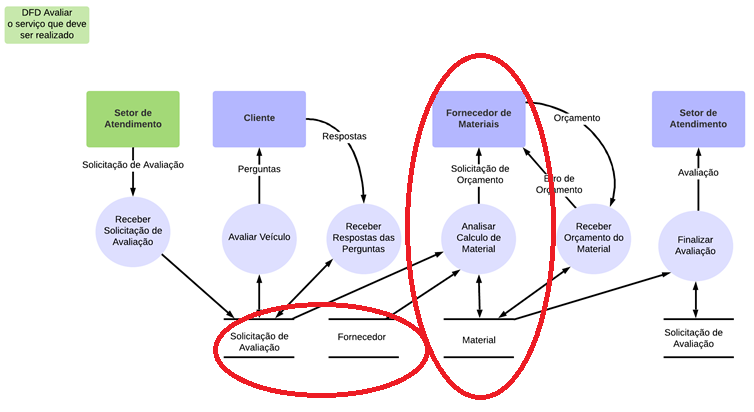 DFD Avaliar
o serviço que deve
ser realizado
Setor de
Atendimento
Cliente
Fornecedor de
Materiais
Setor de
Atendimento
Respostas
Orçamento
Solicitação de Avaliação
Perguntas
Solicitação de
Orçamento
Erro de
Orçamento
Avaliação
Receber
Solicitação de
Avaliação
Avaliar Veículo
Receber
Respostas das
Perguntas
Analisar
Calculo de
Material
Receber
Orçamento do
Material
Finalizar
Avaliação
Solicitação de
Avaliação
Fornecedor
Material
Solicitação de
Avaliação